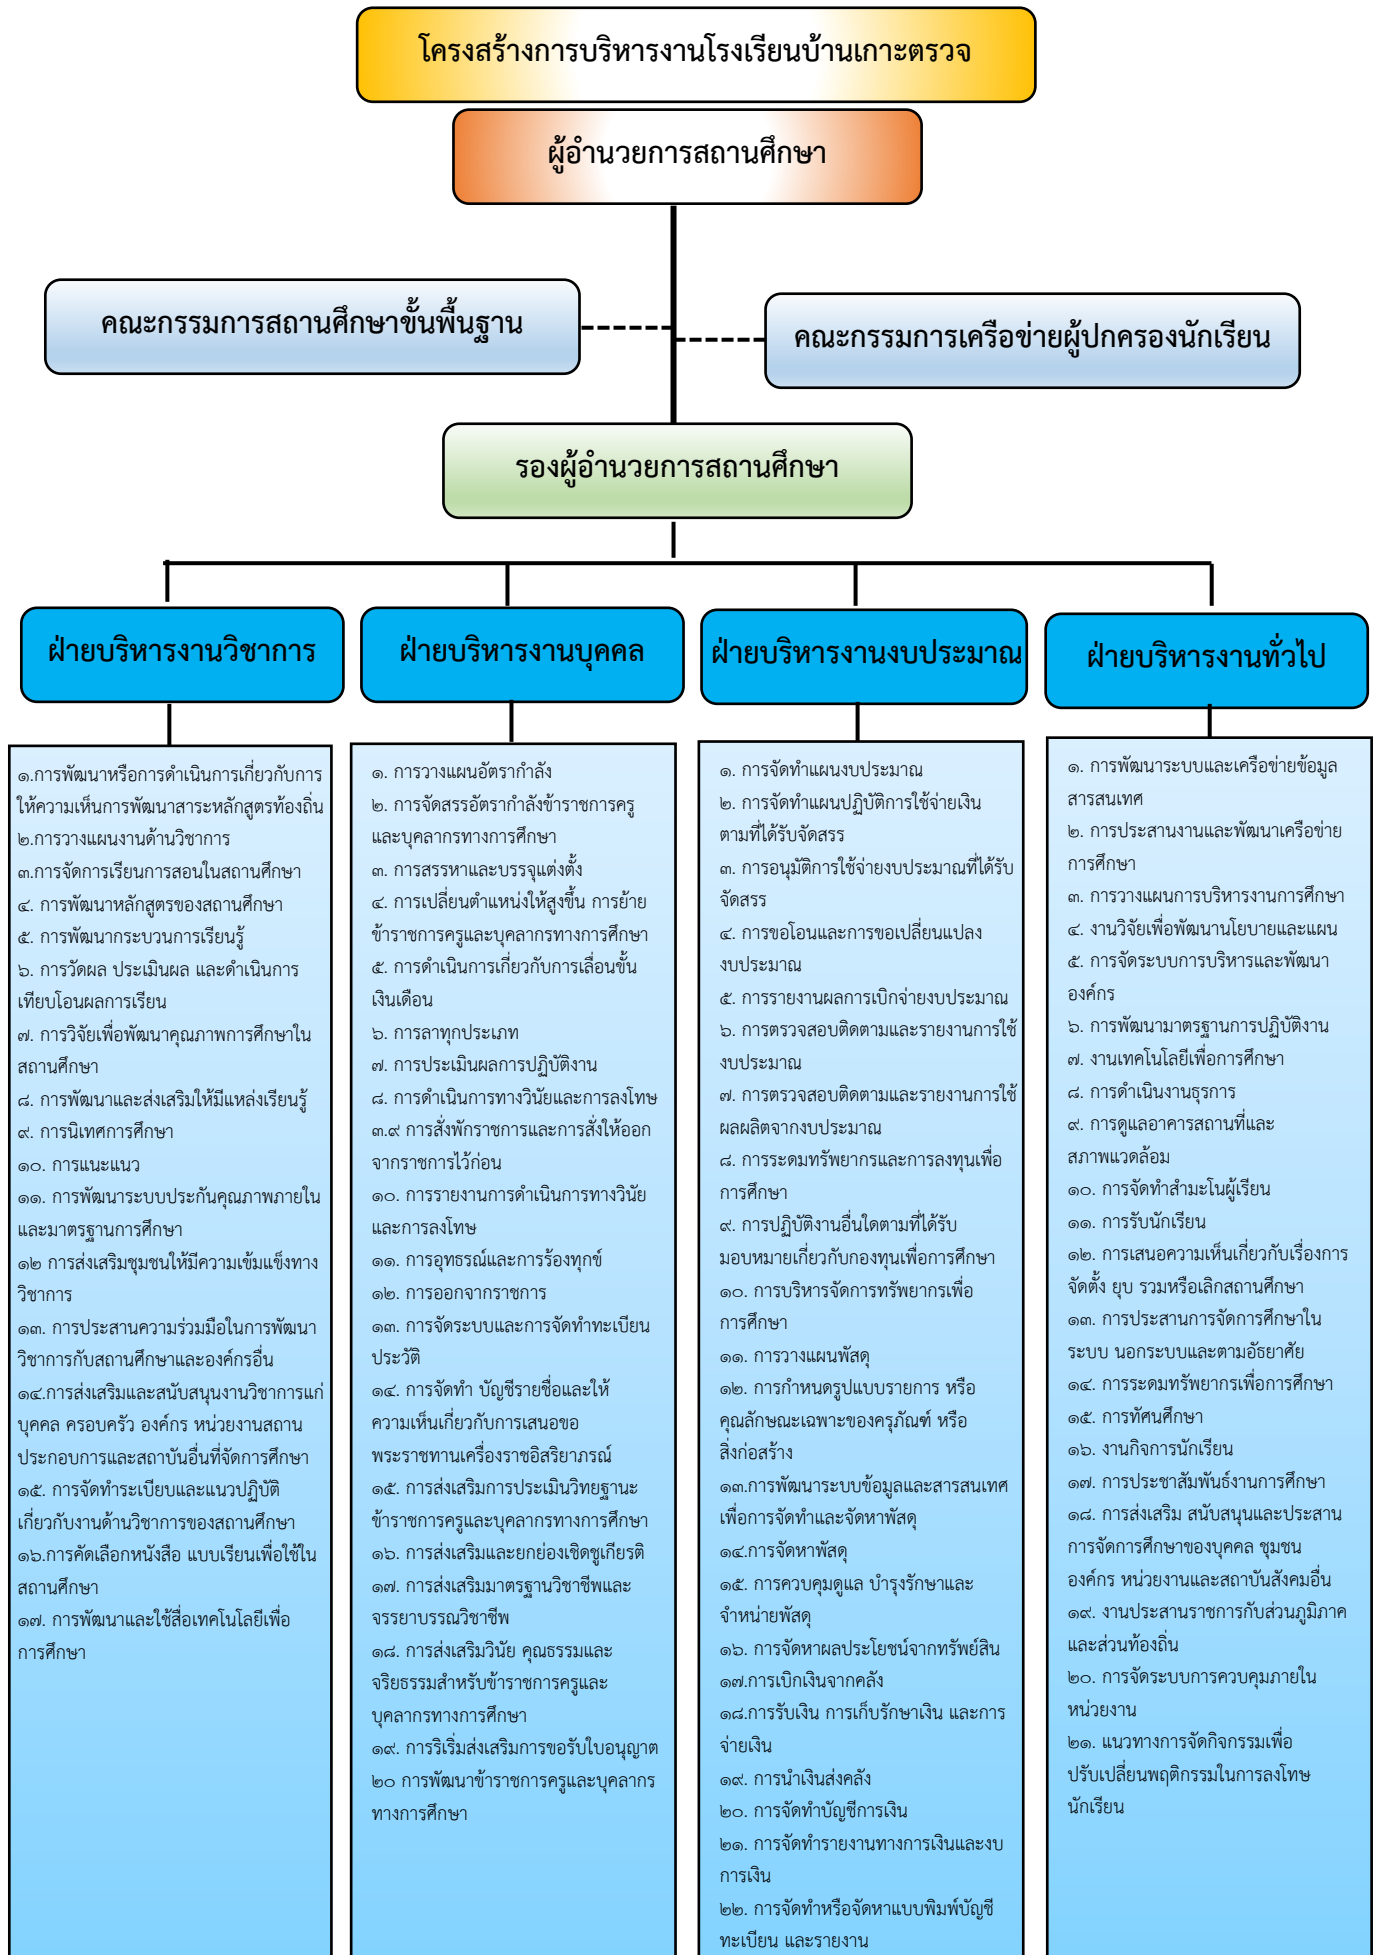 โครงสร้างการบริหารงานโรงเรียนบ้านเกาะตรวจ
ผู้อำนวยการสถานศึกษา
คณะกรรมการสถานศึกษาขั้นพื้นฐาน
คณะกรรมการเครือข่ายผู้ปกครองนักเรียน
รองผู้อำนวยการสถานศึกษา
ฝ่ายบริหารงานวิชาการ
๑.การพัฒนาหรือการดำเนินการเกี่ยวกับการ
ให้ความเห็นการพัฒนาสาระหลักสูตรท้องถิ่น
๒.การวางแผนงานด้านวิชาการ
๓.การจัดการเรียนการสอนในสถานศึกษา
๔. การพัฒนาหลักสูตรของสถานศึกษา
๕. การพัฒนากระบวนการเรียนรู้
๖. การวัดผล ประเมินผล และดำเนินการ
เทียบโอนผลการเรียน
๗. การวิจัยเพื่อพัฒนาคุณภาพการศึกษาใน
สถานศึกษา
๘. การพัฒนาและส่งเสริมให้มีแหล่งเรียนรู้
๙. การนิเทศการศึกษา
๑๐. การแนะแนว
๑๑. การพัฒนาระบบประกันคุณภาพภายใน
และมาตรฐานการศึกษา
๑๒ การส่งเสริมชุมชนให้มีความเข้มแข็งทาง
วิชาการ
๑๓. การประสานความร่วมมือในการพัฒนา
วิชาการกับสถานศึกษาและองค์กรอื่น
๑๔.การส่งเสริมและสนับสนุนงานวิชาการแก่
บุคคล ครอบครัว องค์กร หน่วยงานสถาน
ประกอบการและสถาบันอื่นที่จัดการศึกษา
๑๕. การจัดทำระเบียบและแนวปฏิบัติ
เกี่ยวกับงานด้านวิชาการของสถานศึกษา
๑๖.การคัดเลือกหนังสือ แบบเรียนเพื่อใช้ใน
สถานศึกษา
๑๗. การพัฒนาและใช้สื่อเทคโนโลยีเพื่อ
การศึกษา
ฝ่ายบริหารงานบุคคล
๑. การวางแผนอัตรากำลัง
๒. การจัดสรรอัตรากำลังข้าราชการครู
และบุคลากรทางการศึกษา
๓. การสรรหาและบรรจุแต่งตั้ง
๔. การเปลี่ยนตำแหน่งให้สูงขึ้น การย้าย
ข้าราชการครูและบุคลากรทางการศึกษา
๕. การดำเนินการเกี่ยวกับการเลื่อนขั้น
เงินเดือน
๖. การลาทุกประเภท
๗. การประเมินผลการปฏิบัติงาน
๘. การดำเนินการทางวินัยและการลงโทษ
๓.๙ การสั่งพักราชการและการสั่งให้ออก
จากราชการไว้ก่อน
๑๐. การรายงานการดำเนินการทางวินัย
และการลงโทษ
๑๑. การอุทธรณ์และการร้องทุกข์
๑๒. การออกจากราชการ
๑๓. การจัดระบบและการจัดทำทะเบียน
ประวัติ
๑๔. การจัดทำ บัญชีรายชื่อและให้
ความเห็นเกี่ยวกับการเสนอขอ
พระราชทานเครื่องราชอิสริยาภรณ์
๑๕. การส่งเสริมการประเมินวิทยฐานะ
ข้าราชการครูและบุคลากรทางการศึกษา
๑๖. การส่งเสริมและยกย่องเชิดชูเกียรติ
๑๗. การส่งเสริมมาตรฐานวิชาชีพและ
จรรยาบรรณวิชาชีพ
๑๘. การส่งเสริมวินัย คุณธรรมและ
จริยธรรมสำหรับข้าราชการครูและ
บุคลากรทางการศึกษา
๑๙. การริเริ่มส่งเสริมการขอรับใบอนุญาต
๒๐ การพัฒนาข้าราชการครูและบุคลากร
ทางการศึกษา
ฝ่ายบริหารงานงบประมาณ
๑. การจัดทำแผนงบประมาณ
๒. การจัดทำแผนปฏิบัติการใช้จ่ายเงิน
ตามที่ได้รับจัดสรร
๓. การอนุมัติการใช้จ่ายงบประมาณที่ได้รับ
จัดสรร
๔. การขอโอนและการขอเปลี่ยนแปลง
งบประมาณ
๕. การรายงานผลการเบิกจ่ายงบประมาณ
๖. การตรวจสอบติดตามและรายงานการใช้
งบประมาณ
๗. การตรวจสอบติดตามและรายงานการใช้
ผลผลิตจากงบประมาณ
๘. การระดมทรัพยากรและการลงทุนเพื่อ
การศึกษา
๙. การปฏิบัติงานอื่นใดตามที่ได้รับ
มอบหมายเกี่ยวกับกองทุนเพื่อการศึกษา
๑๐. การบริหารจัดการทรัพยากรเพื่อ
การศึกษา
๑๑. การวางแผนพัสดุ
๑๒. การกำหนดรูปแบบรายการ หรือ
คุณลักษณะเฉพาะของครุภัณฑ์ หรือ
สิ่งก่อสร้าง
๑๓.การพัฒนาระบบข้อมูลและสารสนเทศ
เพื่อการจัดทำและจัดหาพัสดุ
๑๔.การจัดหาพัสดุ
๑๕. การควบคุมดูแล บำรุงรักษาและ
จำหน่ายพัสดุ
๑๖. การจัดหาผลประโยชน์จากทรัพย์สิน
๑๗.การเบิกเงินจากคลัง
๑๘.การรับเงิน การเก็บรักษาเงิน และการ
จ่ายเงิน
๑๙. การนำเงินส่งคลัง
๒๐. การจัดทำบัญชีการเงิน
๒๑. การจัดทำรายงานทางการเงินและงบ
การเงิน
๒๒. การจัดทำหรือจัดหาแบบพิมพ์บัญชี
ทะเบียน และรายงาน
ฝ่ายบริหารงานทั่วไป
๑. การพัฒนาระบบและเครือข่ายข้อมูล
สารสนเทศ
๒. การประสานงานและพัฒนาเครือข่าย
การศึกษา
๓. การวางแผนการบริหารงานการศึกษา
๔. งานวิจัยเพื่อพัฒนานโยบายและแผน
๕. การจัดระบบการบริหารและพัฒนา
องค์กร
๖. การพัฒนามาตรฐานการปฏิบัติงาน
๗. งานเทคโนโลยีเพื่อการศึกษา
๘. การดำเนินงานธุรการ
๙. การดูแลอาคารสถานที่และ
สภาพแวดล้อม
๑๐. การจัดทำสำมะโนผู้เรียน
๑๑. การรับนักเรียน
๑๒. การเสนอความเห็นเกี่ยวกับเรื่องการ
จัดตั้ง ยุบ รวมหรือเลิกสถานศึกษา
๑๓. การประสานการจัดการศึกษาใน
ระบบ นอกระบบและตามอัธยาศัย
๑๔. การระดมทรัพยากรเพื่อการศึกษา
๑๕. การทัศนศึกษา
๑๖. งานกิจการนักเรียน
๑๗. การประชาสัมพันธ์งานการศึกษา
๑๘. การส่งเสริม สนับสนุนและประสาน
การจัดการศึกษาของบุคคล ชุมชน
องค์กร หน่วยงานและสถาบันสังคมอื่น
๑๙. งานประสานราชการกับส่วนภูมิภาค
และส่วนท้องถิ่น
๒๐. การจัดระบบการควบคุมภายใน
หน่วยงาน
๒๑. แนวทางการจัดกิจกรรมเพื่อ
ปรับเปลี่ยนพฤติกรรมในการลงโทษ
นักเรียน